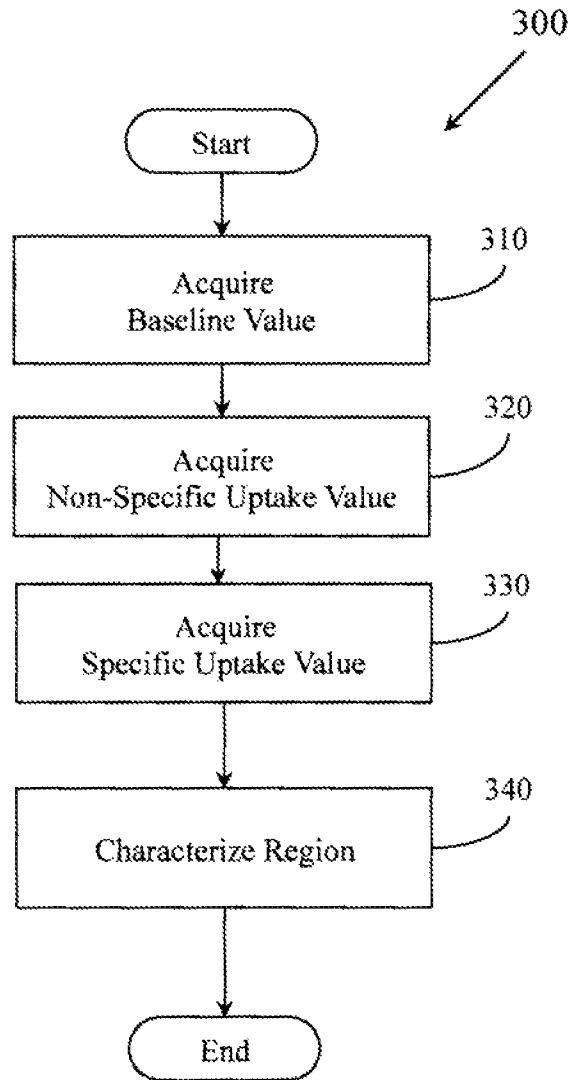 300
Start
310
Acquire
Baseline Value
320
Acquire
Non-Specific Uptake Value
330
Acquire
Specific Uptake Value
340
Characterize Region
End